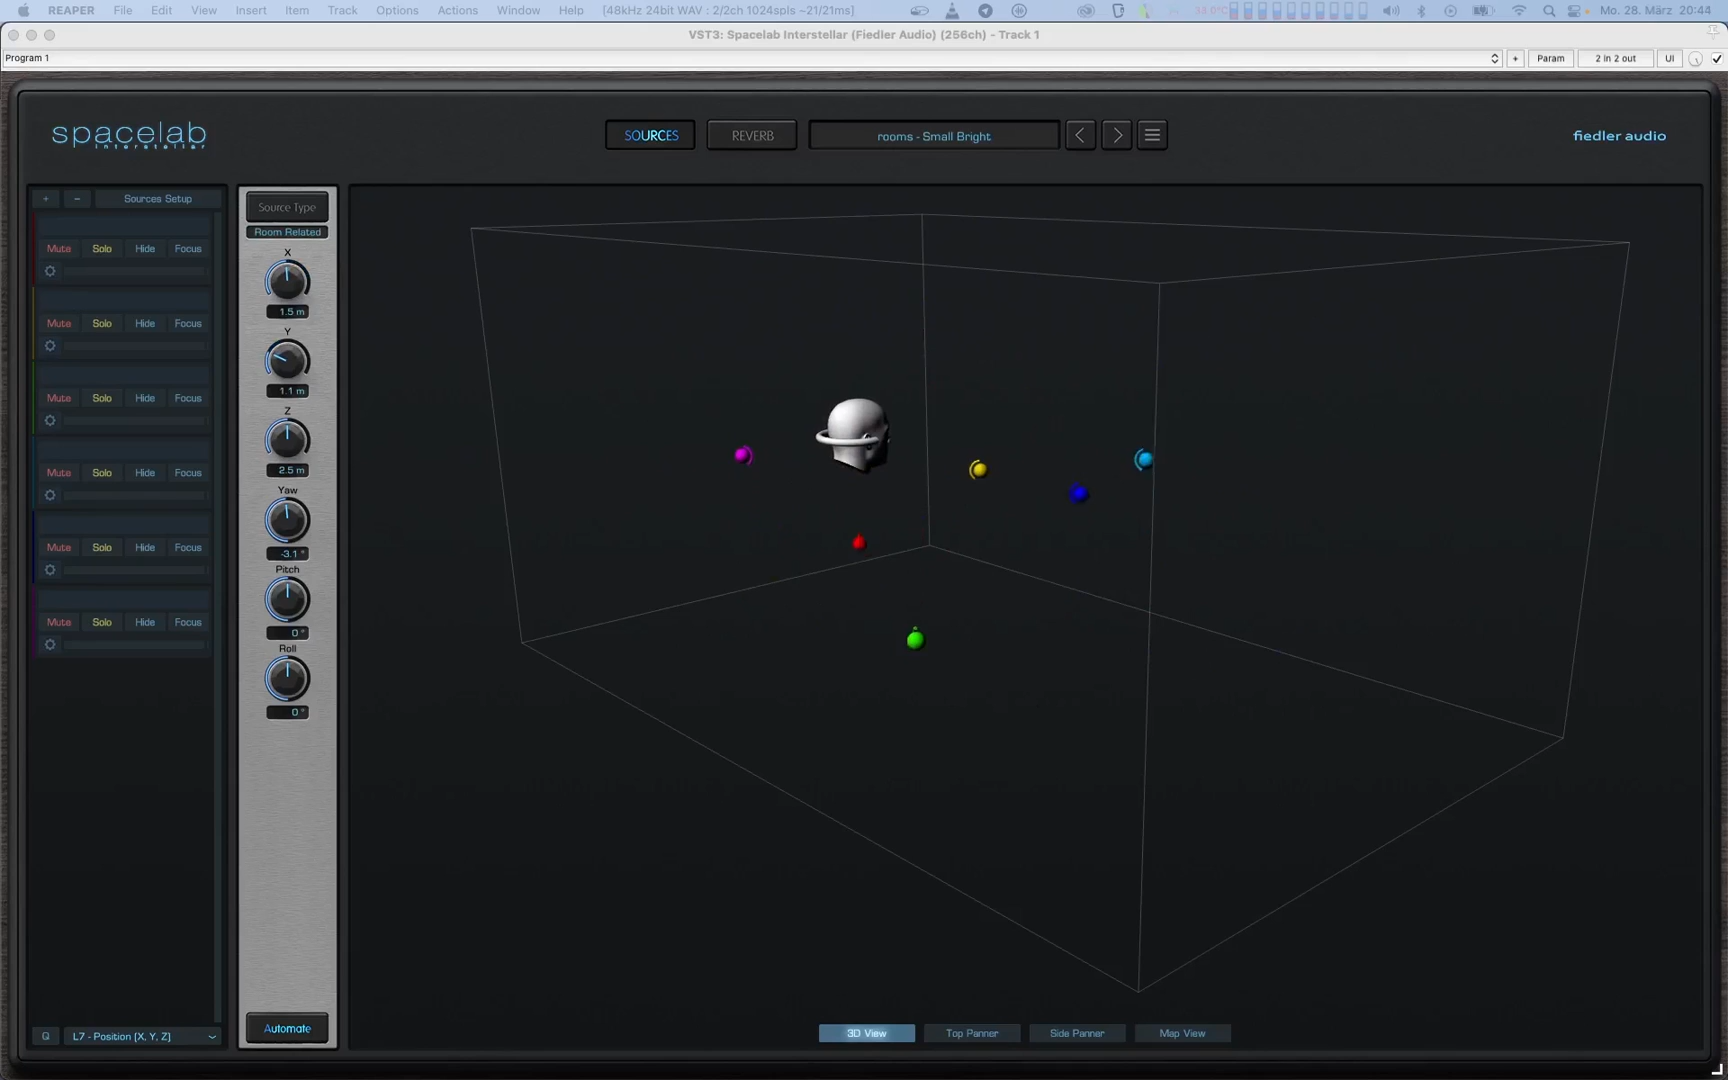 REAPER File Edit View Insert Item Track Options Actions Window Help [48kHz 24bit WAV : 2/2ch 1024spls ~21/21ms] 38.0°C Mo. 28. März 20:44
VST3: Spacelab Interstellar (Fiedler Audio) (256ch) - Track 1
Program 1 + Param 2 in 2 out UI
spacelab
interstellar
SOURCES REVERB rooms - Small Bright
fiedler audio
+ - Sources Setup
Mute Solo Hide Focus
Mute Solo Hide Focus
Mute Solo Hide Focus
Mute Solo Hide Focus
Mute Solo Hide Focus
Mute Solo Hide Focus
L7 - Position [X, Y, Z]
Source Type
Room Related
X
1.5 m
Y
1.1 m
Z
2.5 m
Yaw
-3.1 °
Pitch
0 °
Roll
0 °
Automate
3D View Top Panner Side Panner Map View